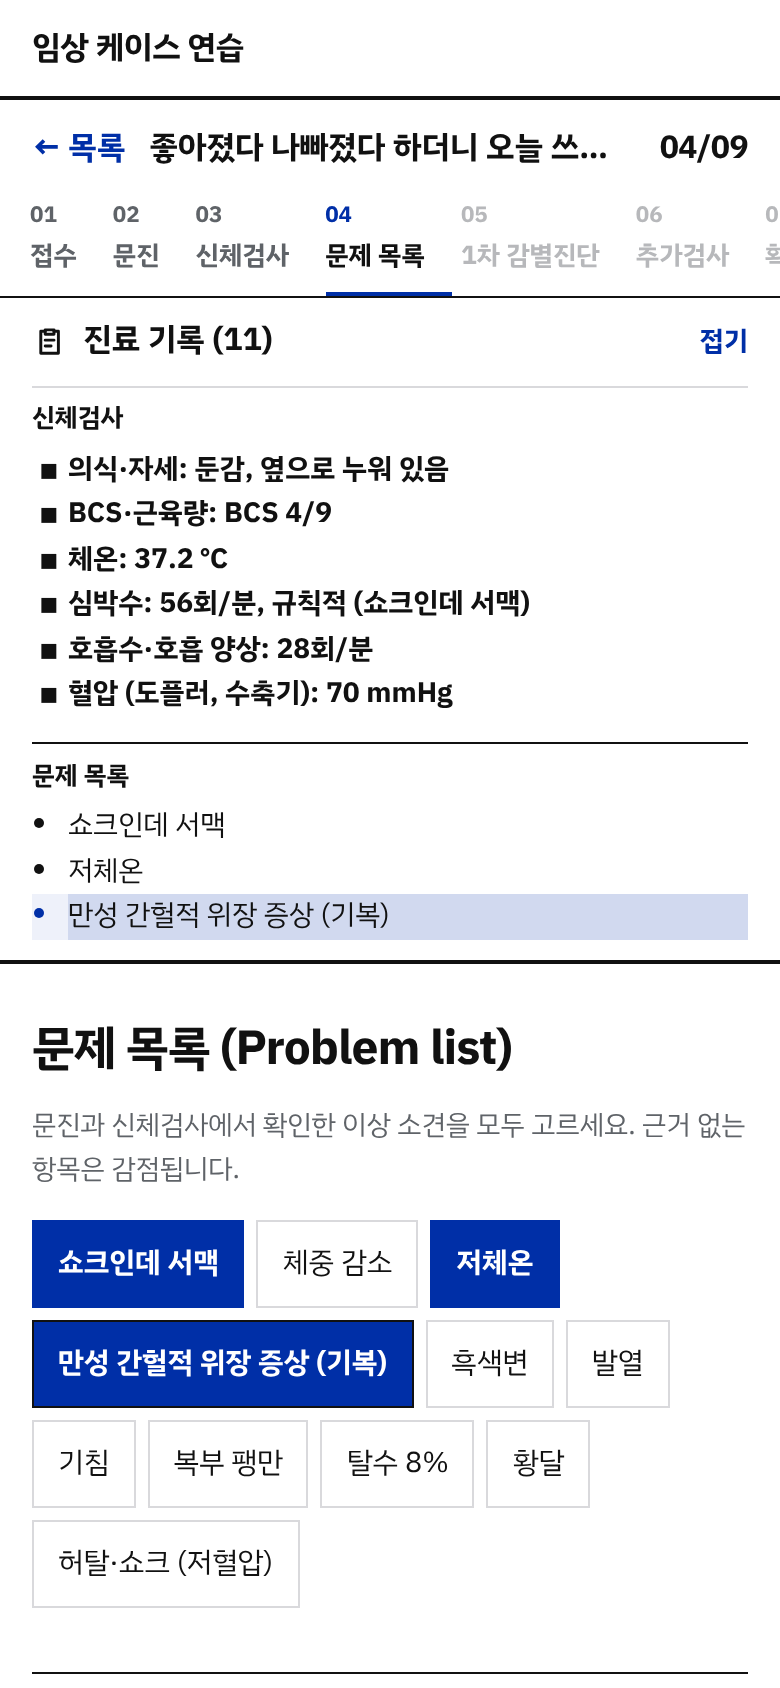 임상 케이스 연습
← 목록 좋아졌다 나빠졌다 하더니 오늘 쓰... 04/09
01 02 03 04 05 06
접수 문진 신체검사 문제 목록 1차 감별진단 추가검사
진료 기록 (11) 접기
신체검사
■ 의식·자세: 둔감, 옆으로 누워 있음
■ BCS·근육량: BCS 4/9
■ 체온: 37.2 °C
■ 심박수: 56회/분, 규칙적 (쇼크인데 서맥)
■ 호흡수·호흡 양상: 28회/분
■ 혈압 (도플러, 수축기): 70 mmHg
문제 목록
• 쇼크인데 서맥
• 저체온
• 만성 간헐적 위장 증상 (기복)
문제 목록 (Problem list)
문진과 신체검사에서 확인한 이상 소견을 모두 고르세요. 근거 없는
항목은 감점됩니다.
쇼크인데 서맥 체중 감소 저체온
만성 간헐적 위장 증상 (기복) 흑색변 발열
기침 복부 팽만 탈수 8% 황달
허탈·쇼크 (저혈압)